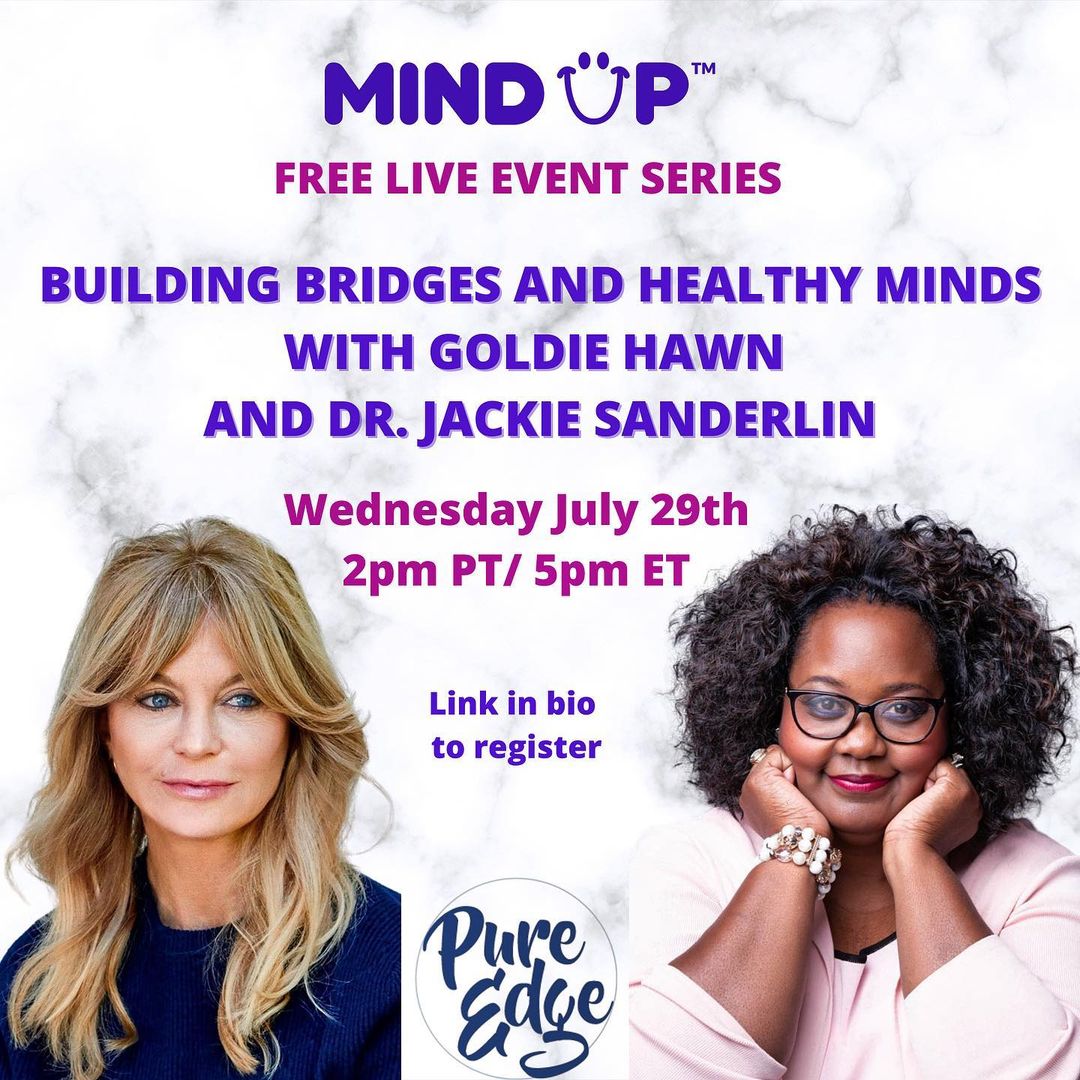 MIND UP™
FREE LIVE EVENT SERIES
BUILDING BRIDGES AND HEALTHY MINDS
WITH GOLDIE HAWN
AND DR. JACKIE SANDERLIN
Wednesday July 29th
2pm PT/ 5pm ET
Link in bio
to register
Pure
Edge